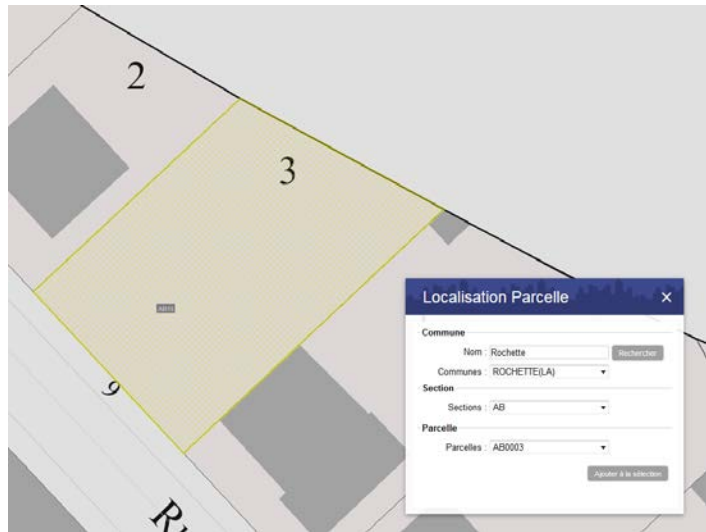 2
3
9
Ru
Localisation Parcelle ×
Commune
Nom : Rochette Rechercher
Communes : ROCHETTE(LA)
Section
Sections : AB
Parcelle
Parcelles : AB0003
Ajouter à la sélection